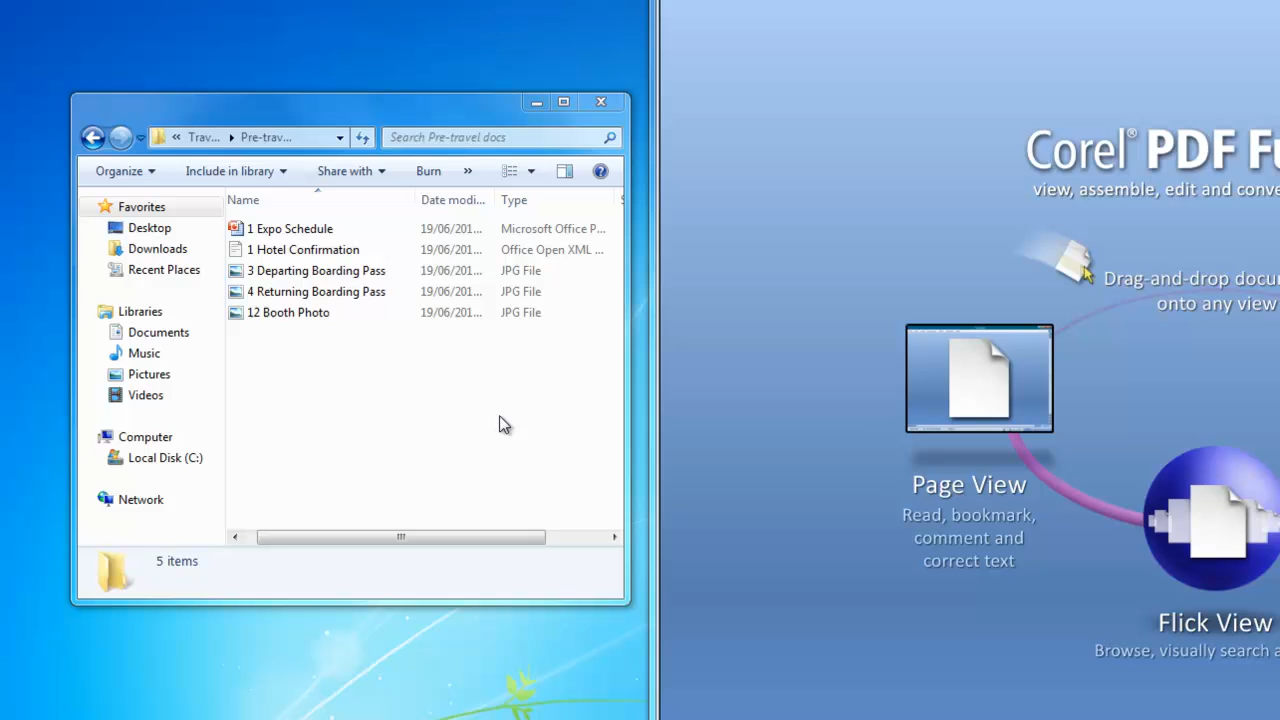 Trav... Pre-trav... Search Pre-travel docs
Organize Include in library Share with Burn »
Name Date modi... Type
Favorites
Desktop
Downloads
Recent Places
Libraries
Documents
Music
Pictures
Videos
Computer
Local Disk (C:)
Network
1 Expo Schedule 19/06/201... Microsoft Office P...
1 Hotel Confirmation 19/06/201... Office Open XML ...
3 Departing Boarding Pass 19/06/201... JPG File
4 Returning Boarding Pass 19/06/201... JPG File
12 Booth Photo 19/06/201... JPG File
5 items
Corel® PDF Fu
view, assemble, edit and conve
Drag-and-drop docu
onto any view
Page View
Read, bookmark,
comment and
correct text
Flick View
Browse, visually search a